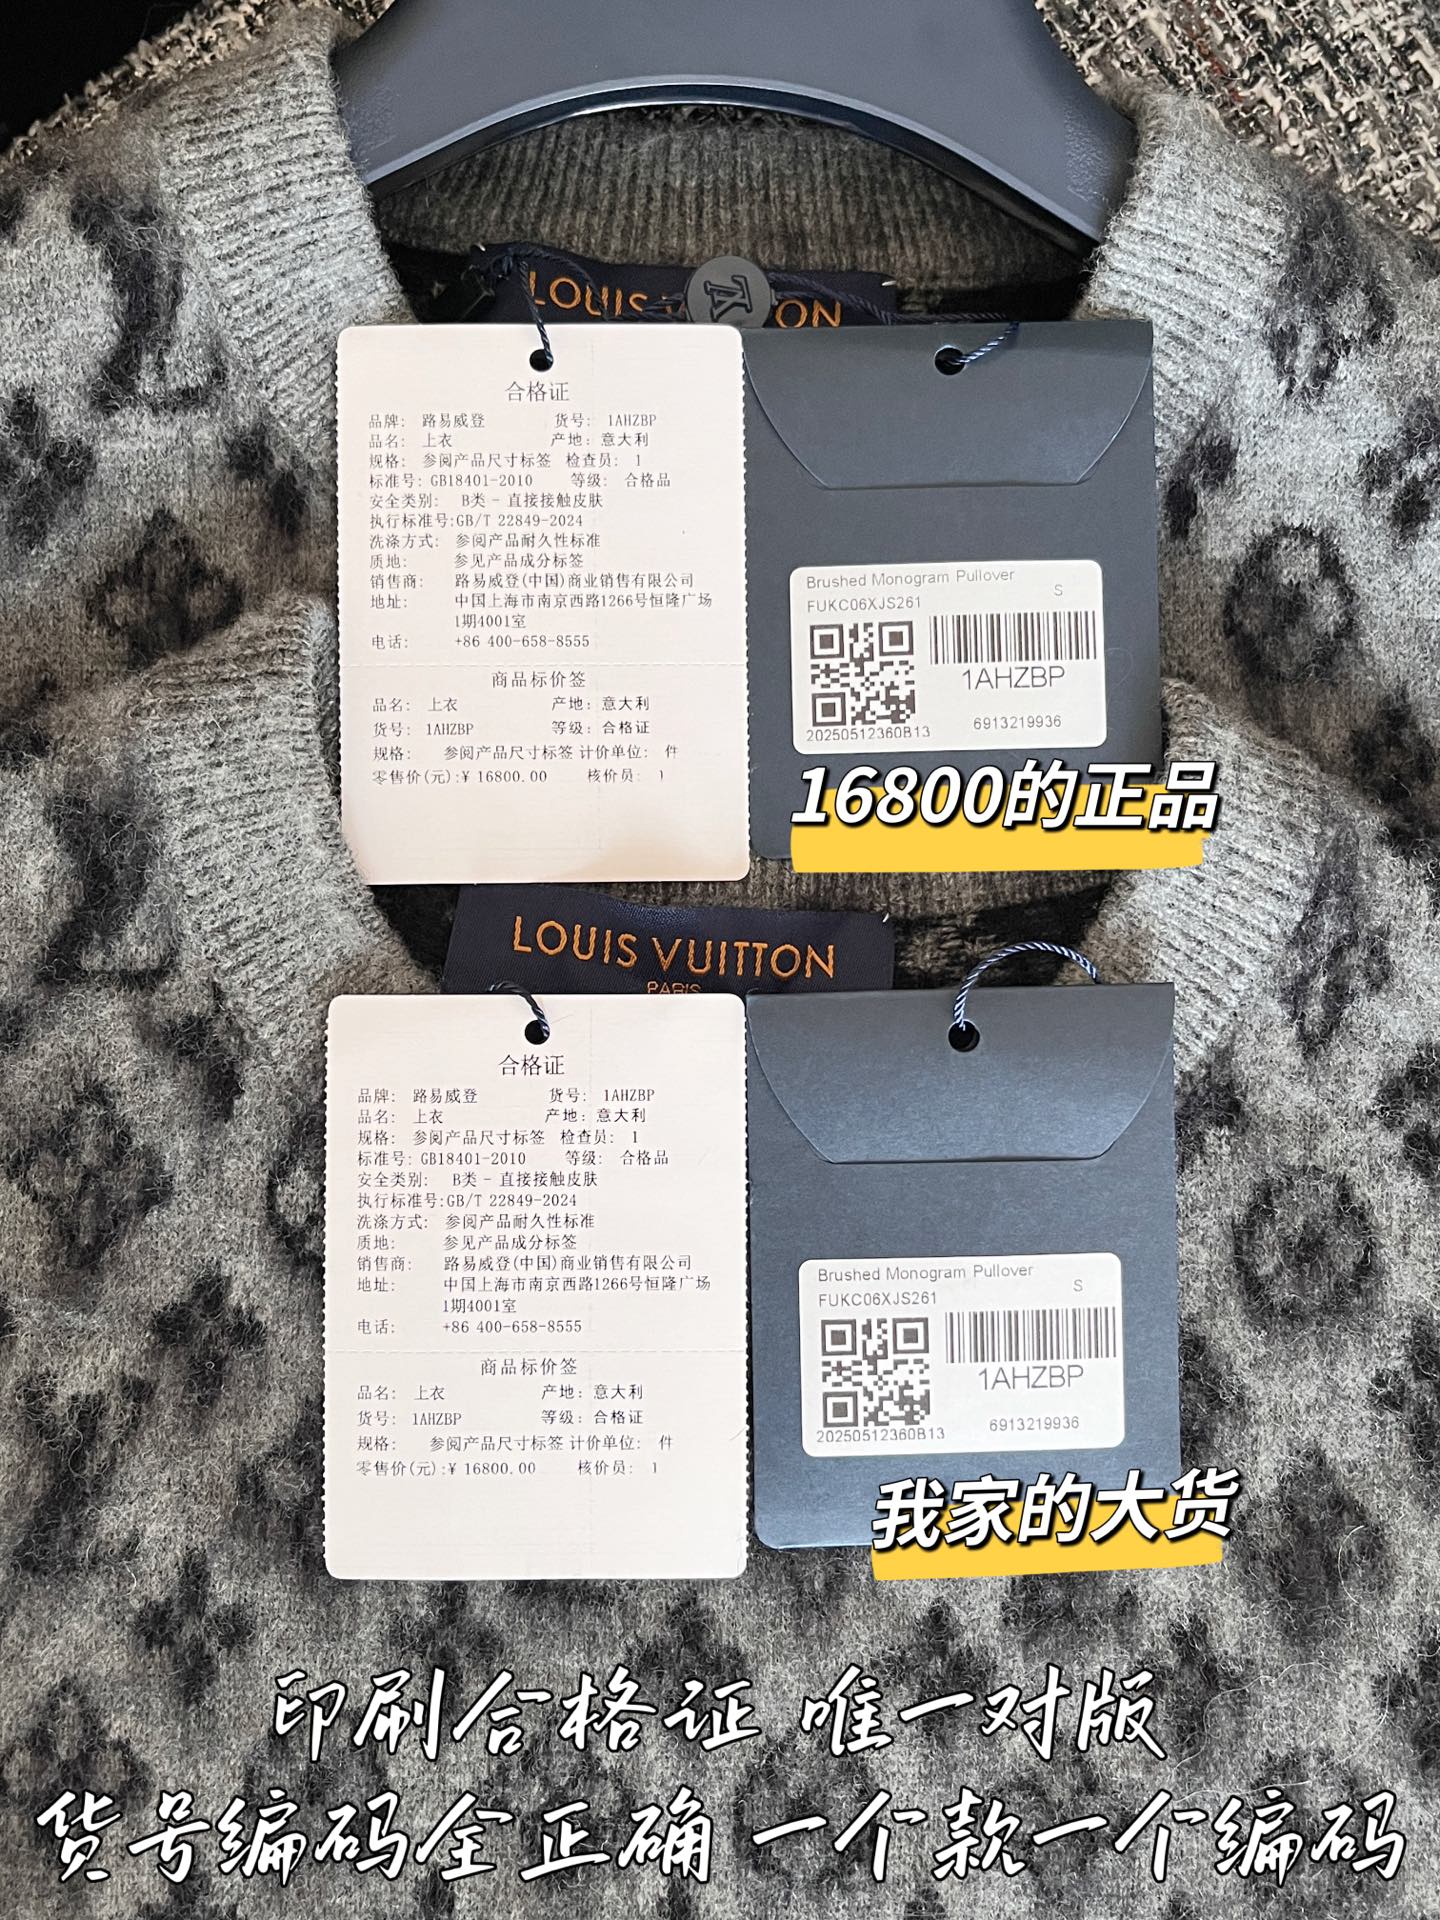 LOUIS VUITTON
合格证
品牌: 路易威登 货号: 1AHZBP
品名: 上衣 产地: 意大利
规格: 参阅产品尺寸标签 检查员: 1
标准号: GB18401-2010 等级: 合格品
安全类别: B类 - 直接接触皮肤
执行标准号:GB/T 22849-2024
洗涤方式: 参阅产品耐久性标准
质地: 参见产品成分标签
销售商: 路易威登(中国)商业销售有限公司
地址: 中国上海市南京西路1266号恒隆广场
1期4001室
电话: +86 400-658-8555
商品标价签
品名: 上衣 产地: 意大利
货号: 1AHZBP 等级: 合格证
规格: 参阅产品尺寸标签 计价单位: 件
零售价(元):¥ 16800.00 核价员: 1
Brushed Monogram Pullover
FUKC06XJS261 S
1AHZBP
20250512360B13 6913219936
16800的正品
LOUIS VUITTON
PARIS
合格证
品牌: 路易威登 货号: 1AHZBP
品名: 上衣 产地: 意大利
规格: 参阅产品尺寸标签 检查员: 1
标准号: GB18401-2010 等级: 合格品
安全类别: B类 - 直接接触皮肤
执行标准号:GB/T 22849-2024
洗涤方式: 参阅产品耐久性标准
质地: 参见产品成分标签
销售商: 路易威登(中国)商业销售有限公司
地址: 中国上海市南京西路1266号恒隆广场
1期4001室
电话: +86 400-658-8555
商品标价签
品名: 上衣 产地: 意大利
货号: 1AHZBP 等级: 合格证
规格: 参阅产品尺寸标签 计价单位: 件
零售价(元):¥ 16800.00 核价员: 1
Brushed Monogram Pullover
FUKC06XJS261 S
1AHZBP
20250512360B13 6913219936
我家的大货
印刷合格证 唯一对版
货号编码全正确 一个款一个编码